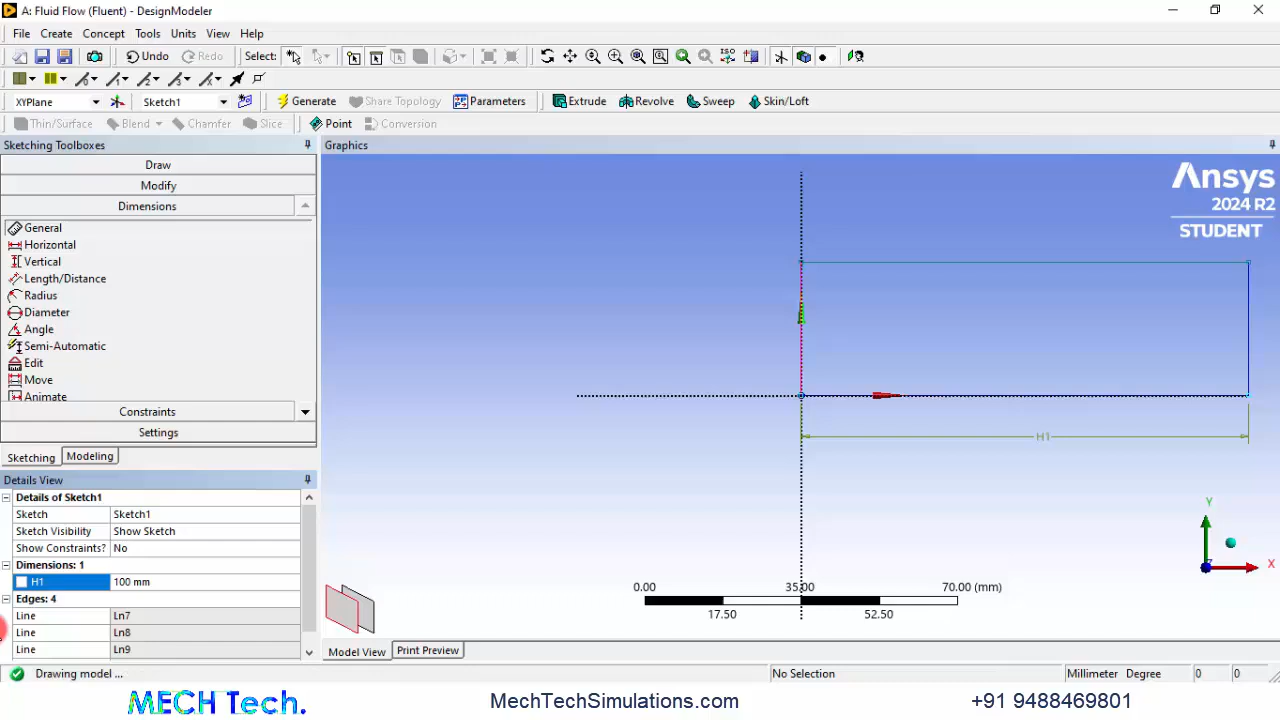 A: Fluid Flow (Fluent) - DesignModeler
File Create Concept Tools Units View Help
Undo Redo Select:
XYPlane Sketch1 Generate Share Topology Parameters Extrude Revolve Sweep Skin/Loft
Thin/Surface Blend Chamfer Slice Point Conversion
Sketching Toolboxes
Draw
Modify
Dimensions
General
Horizontal
Vertical
Length/Distance
Radius
Diameter
Angle
Semi-Automatic
Edit
Move
Animate
Constraints
Settings
Sketching Modeling
Details View
Details of Sketch1
Sketch Sketch1
Sketch Visibility Show Sketch
Show Constraints? No
Dimensions: 1
H1 100 mm
Edges: 4
Line Ln7
Line Ln8
Line Ln9
Graphics
Ansys
2024 R2
STUDENT
H1
Y
X
0.00 35.00 70.00 (mm)
17.50 52.50
Model View Print Preview
Drawing model ... No Selection Millimeter Degree 0 0
MECH Tech. MechTechSimulations.com +91 9488469801